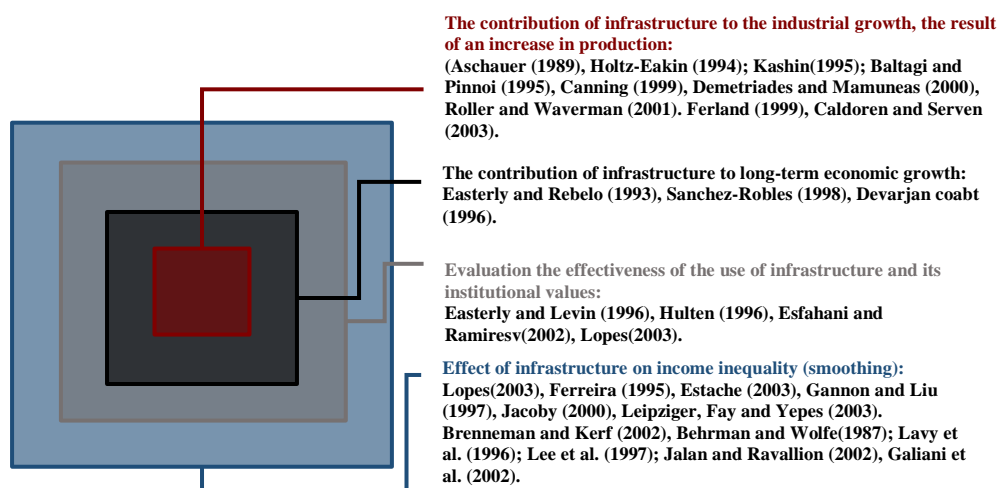 The contribution of infrastructure to the industrial growth, the result
of an increase in production:
(Aschauer (1989), Holtz-Eakin (1994); Kashin(1995); Baltagi and
Pinnoi (1995), Canning (1999), Demetriades and Mamuneas (2000),
Roller and Waverman (2001). Ferland (1999), Caldoren and Serven
(2003).
The contribution of infrastructure to long-term economic growth:
Easterly and Rebelo (1993), Sanchez-Robles (1998), Devarjan coabt
(1996).
Evaluation the effectiveness of the use of infrastructure and its
institutional values:
Easterly and Levin (1996), Hulten (1996), Esfahani and
Ramiresv(2002), Lopes(2003).
Effect of infrastructure on income inequality (smoothing):
Lopes(2003), Ferreira (1995), Estache (2003), Gannon and Liu
(1997), Jacoby (2000), Leipziger, Fay and Yepes (2003).
Brenneman and Kerf (2002), Behrman and Wolfe(1987); Lavy et
al. (1996); Lee et al. (1997); Jalan and Ravallion (2002), Galiani et
al. (2002).